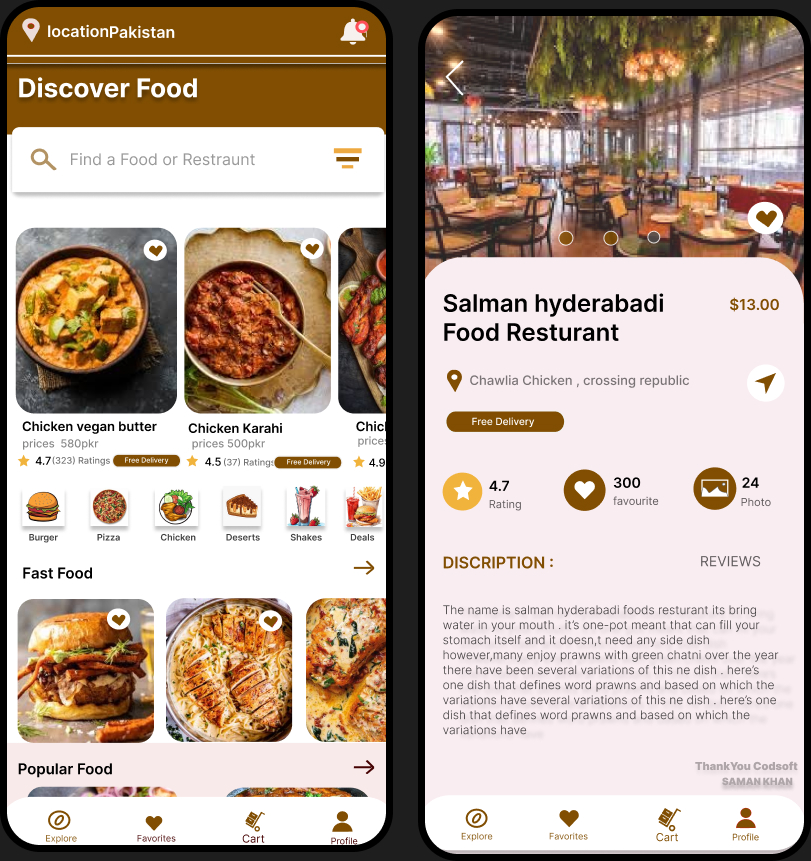 locationPakistan
Discover Food
Find a Food or Restraunt
Chicken vegan butter
prices 580pkr
4.7 (323) Ratings Free Delivery
Chicken Karahi
prices 500pkr
4.5 (37) Ratings Free Delivery
Chicl
prices
4.9
Burger Pizza Chicken Deserts Shakes Deals
Fast Food
Popular Food
Explore Favorites Cart Profile
Salman hyderabadi
Food Resturant
$13.00
Chawlia Chicken , crossing republic
Free Delivery
4.7
Rating
300
favourite
24
Photo
DISCRIPTION :
REVIEWS
The name is salman hyderabadi foods resturant its bring
water in your mouth . it's one-pot meant that can fill your
stomach itself and it doesn,t need any side dish
however,many enjoy prawns with green chatni over the year
there have been several variations of this ne dish . here's
one dish that defines word prawns and based on which the
variations have several variations of this ne dish . here's one
dish that defines word prawns and based on which the
variations have
ThankYou Codsoft
SAMAN KHAN
Explore Favorites Cart Profile